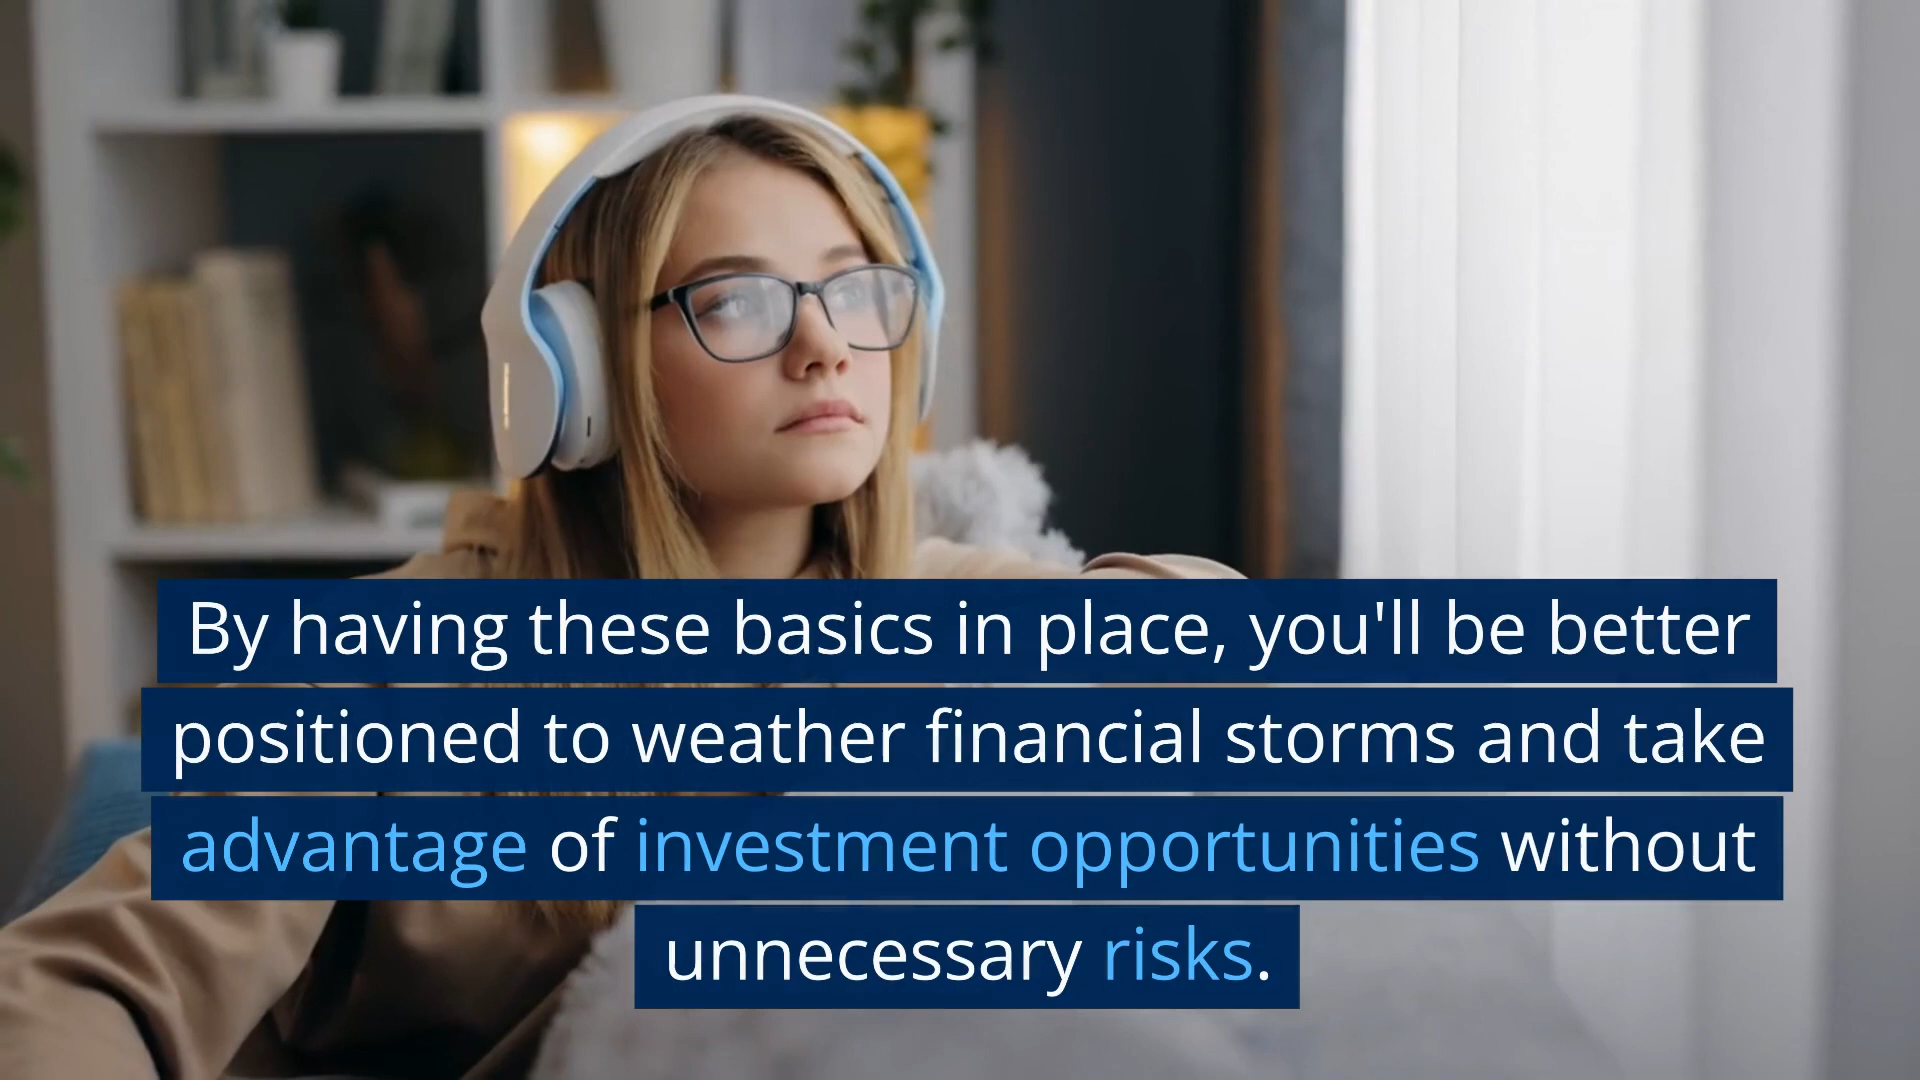 By having these basics in place, you'll be better
positioned to weather financial storms and take
advantage of investment opportunities without
unnecessary risks.